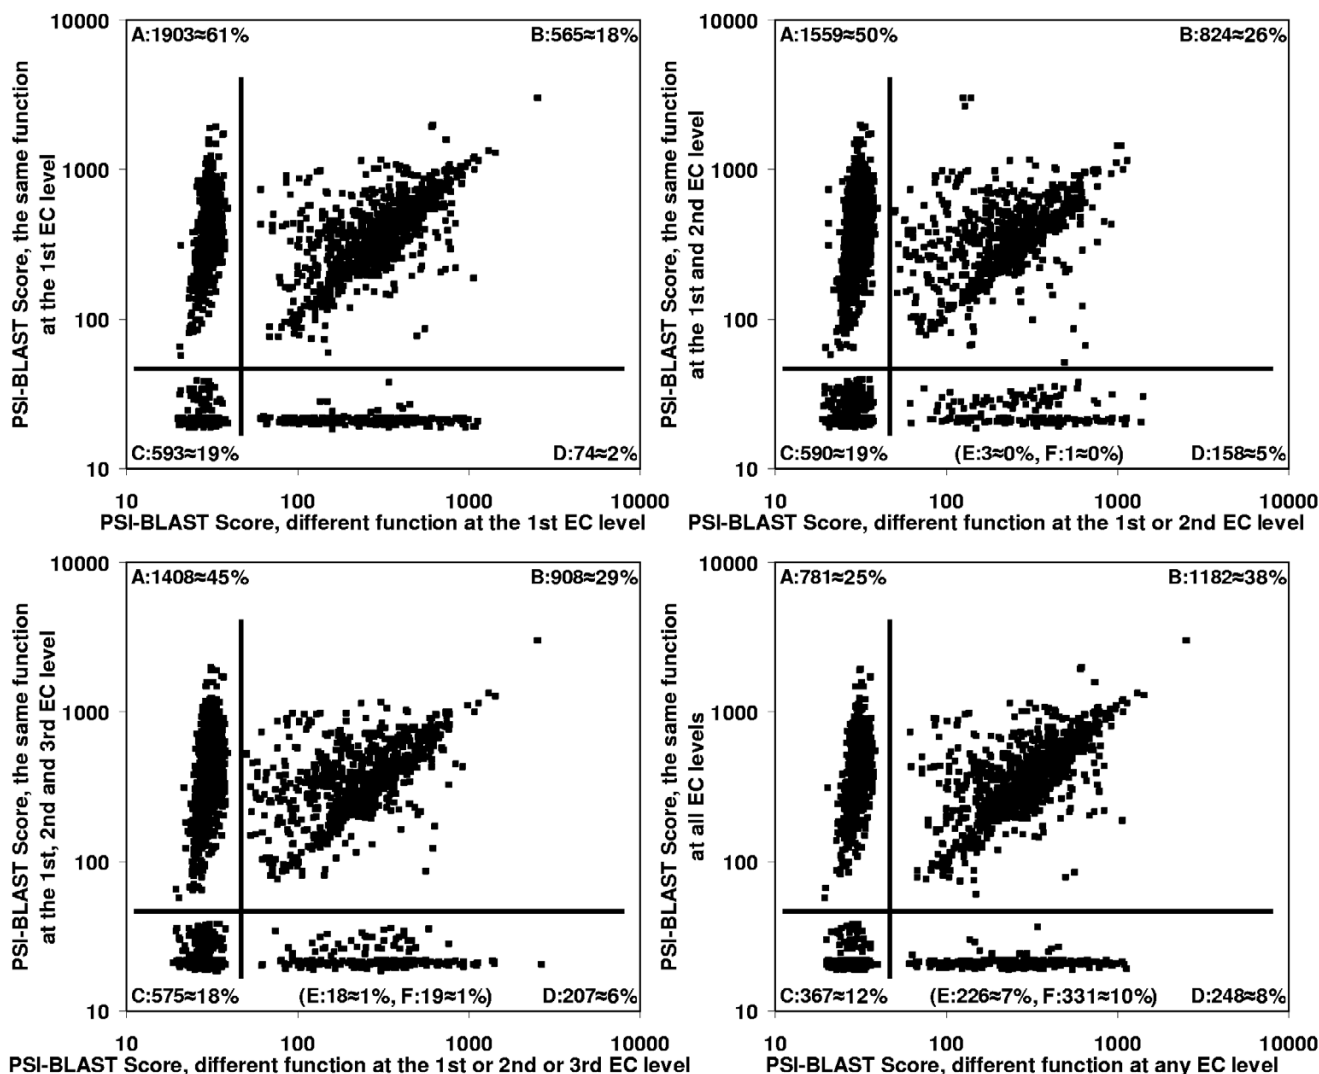 10000
A:1903≈61%
B:565≈18%
1000
100
10
PSI-BLAST Score, the same function
at the 1st EC level
C:593≈19%
D:74≈2%
10 100 1000 10000
PSI-BLAST Score, different function at the 1st EC level
10000
A:1559≈50%
B:824≈26%
1000
100
10
PSI-BLAST Score, the same function
at the 1st and 2nd EC level
C:590≈19%
(E:3≈0%, F:1≈0%)
D:158≈5%
10 100 1000 10000
PSI-BLAST Score, different function at the 1st or 2nd EC level
10000
A:1408≈45%
B:908≈29%
1000
100
10
PSI-BLAST Score, the same function
at the 1st, 2nd and 3rd EC level
C:575≈18%
(E:18≈1%, F:19≈1%)
D:207≈6%
10 100 1000 10000
PSI-BLAST Score, different function at the 1st or 2nd or 3rd EC level
10000
A:781≈25%
B:1182≈38%
1000
100
10
PSI-BLAST Score, the same function
at all EC levels
C:367≈12%
(E:226≈7%, F:331≈10%)
D:248≈8%
10 100 1000 10000
PSI-BLAST Score, different function at any EC level